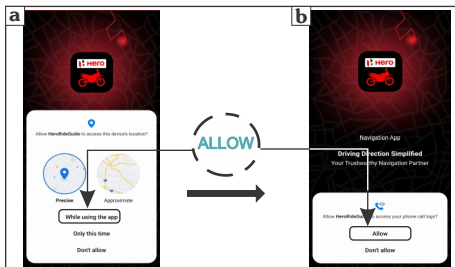 a
Hero
Allow HeroRideGuide to access this device's location?
Precise
Approximate
While using the app
Only this time
Don't allow
ALLOW
b
Hero
Navigation App
Driving Direction Simplified
Your Trustworthy Navigation Partner
Allow HeroRideGuide to access your phone call logs?
Allow
Don't allow